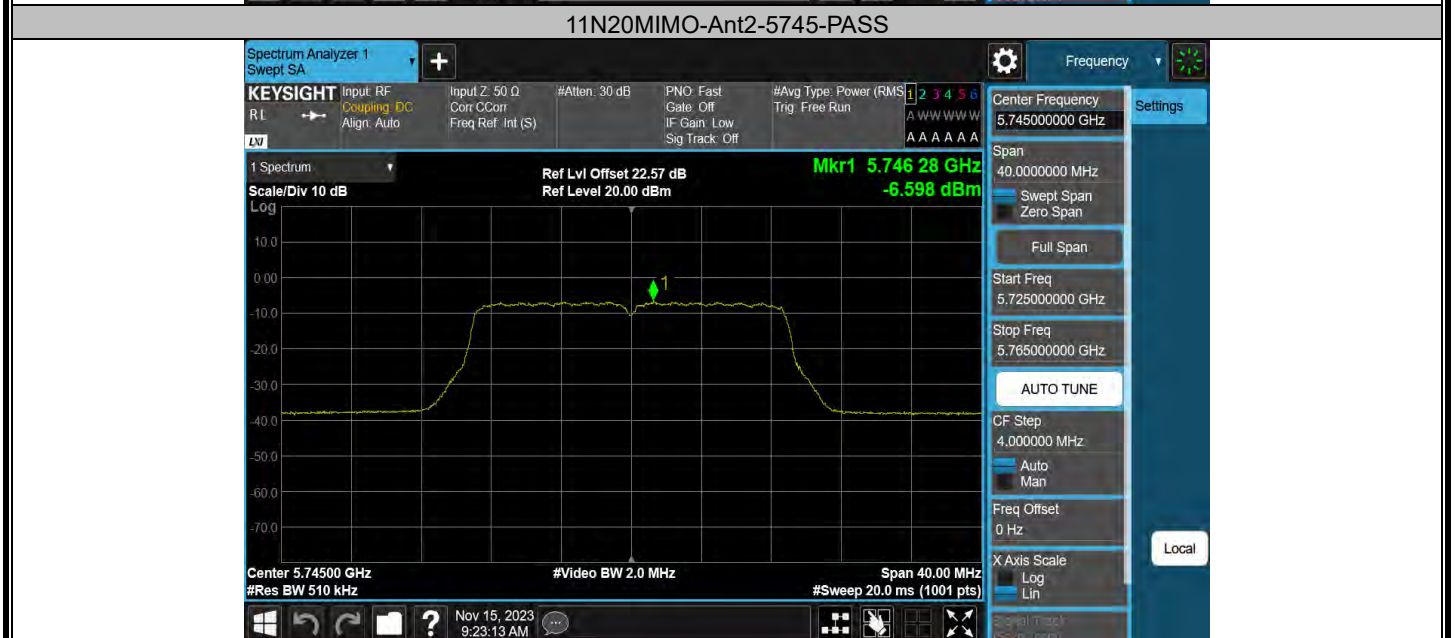 11N20MIMO-Ant2-5745-PASS
Spectrum Analyzer 1
Swept SA
Frequency
KEYSIGHT
RL
LXI
Input: RF
Coupling: DC
Align: Auto
Input Z: 50 Ω
Corr CCorr
Freq Ref: Int (S)
#Atten: 30 dB
PNO: Fast
Gate: Off
IF Gain: Low
Sig Track: Off
#Avg Type: Power (RMS
Trig: Free Run
1 2 3 4 5 6
A W W W W W
A A A A A A
1 Spectrum
Scale/Div 10 dB
Log
Ref Lvl Offset 22.57 dB
Ref Level 20.00 dBm
Mkr1 5.746 28 GHz
-6.598 dBm
10.0
0.00
-10.0
-20.0
-30.0
-40.0
-50.0
-60.0
-70.0
1
Center 5.74500 GHz
#Res BW 510 kHz
#Video BW 2.0 MHz
Span 40.00 MHz
#Sweep 20.0 ms (1001 pts)
Center Frequency
5.745000000 GHz
Settings
Span
40.0000000 MHz
Swept Span
Zero Span
Full Span
Start Freq
5.725000000 GHz
Stop Freq
5.765000000 GHz
AUTO TUNE
CF Step
4.000000 MHz
Auto
Man
Freq Offset
0 Hz
X Axis Scale
Log
Lin
Signal Track
Local
Nov 15, 2023
9:23:13 AM